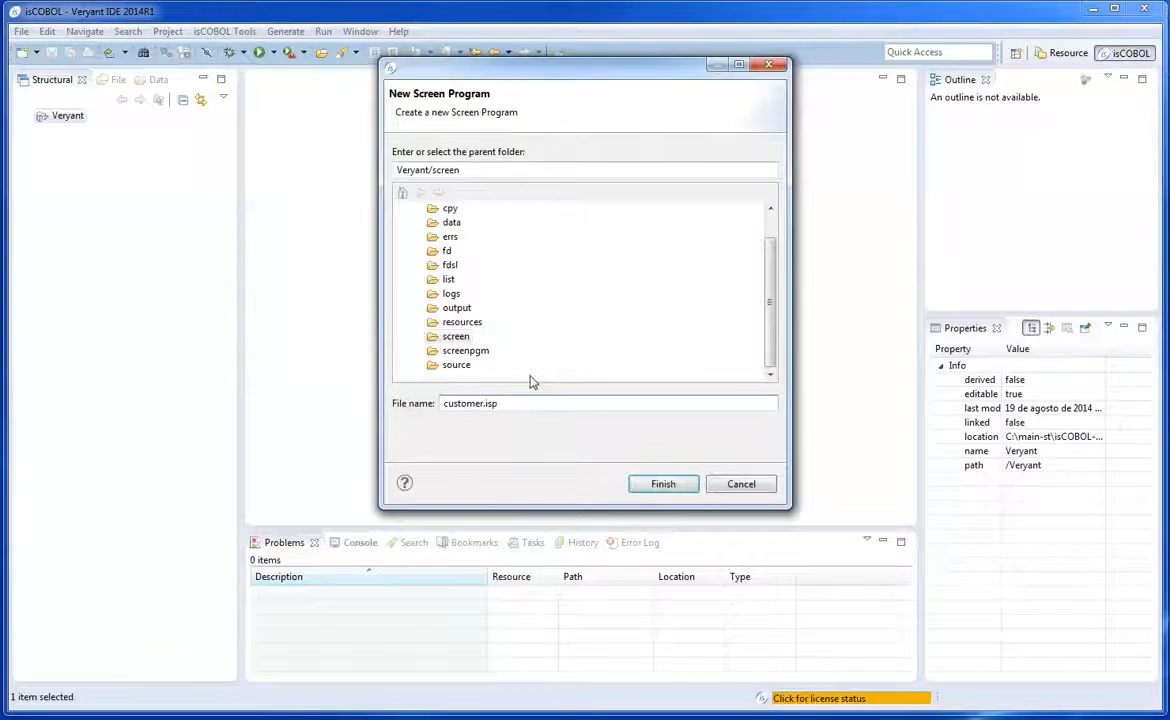 isCOBOL - Veryant IDE 2014R1
File Edit Navigate Search Project isCOBOL Tools Generate Run Window Help
Quick Access
Resource
isCOBOL
Structural
File
Data
Veryant
New Screen Program
Create a new Screen Program
Enter or select the parent folder:
Veryant/screen
cpy
data
errs
fd
fdsl
list
logs
output
resources
screen
screenpgm
source
File name: customer.isp
?
Finish
Cancel
Outline
An outline is not available.
Properties
Property Value
Info
derived false
editable true
last mod 19 de agosto de 2014 ...
linked false
location C:\main-st\isCOBOL-...
name Veryant
path /Veryant
Problems Console Search Bookmarks Tasks History Error Log
0 items
Description Resource Path Location Type
1 item selected
Click for license status